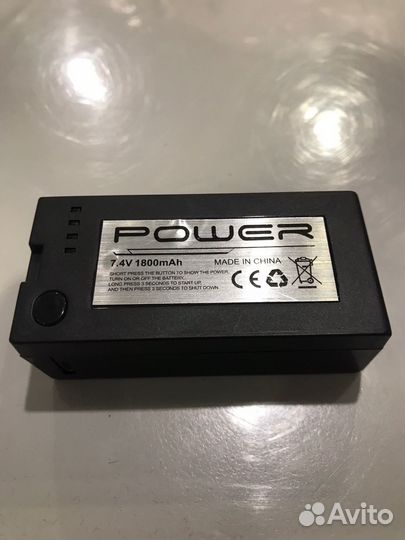 POWER
7.4V 1800mAh MADE IN CHINA
SHORT PRESS THE BUTTON TO SHOW THE POWER,
TURN ON OR OFF THE BATTERY.
LONG PRESS 3 SECONDS TO START-UP,
AND THEN PRESS 3 SECONDS TO SHUT DOWN.
CE FC
Avito